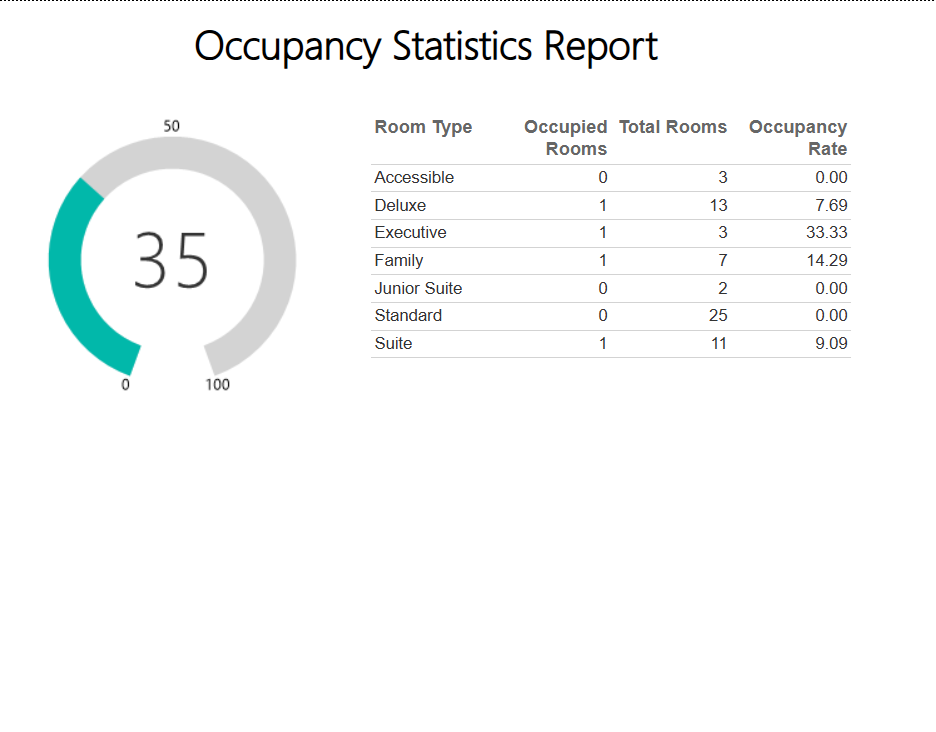 Occupancy Statistics Report
50
35
0
100
Room Type Occupied Rooms Total Rooms Occupancy Rate
Accessible 0 3 0.00
Deluxe 1 13 7.69
Executive 1 3 33.33
Family 1 7 14.29
Junior Suite 0 2 0.00
Standard 0 25 0.00
Suite 1 11 9.09